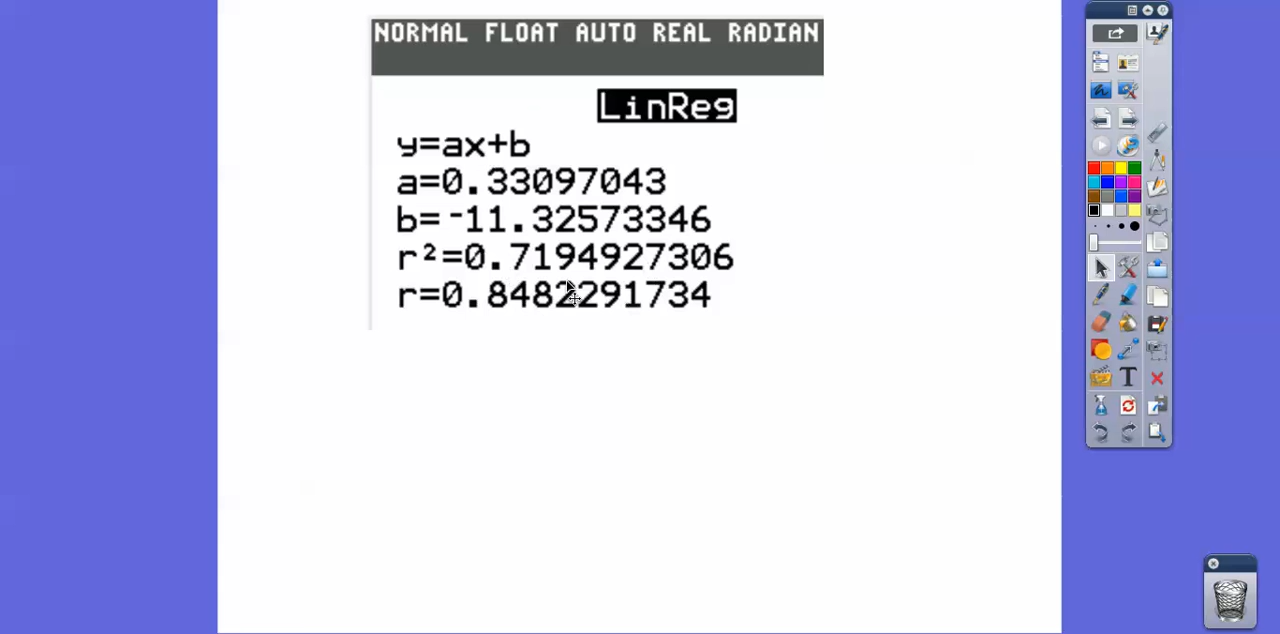 NORMAL FLOAT AUTO REAL RADIAN
LinReg
y=ax+b
a=0.33097043
b=-11.32573346
r²=0.7194927306
r=0.8482291734
T